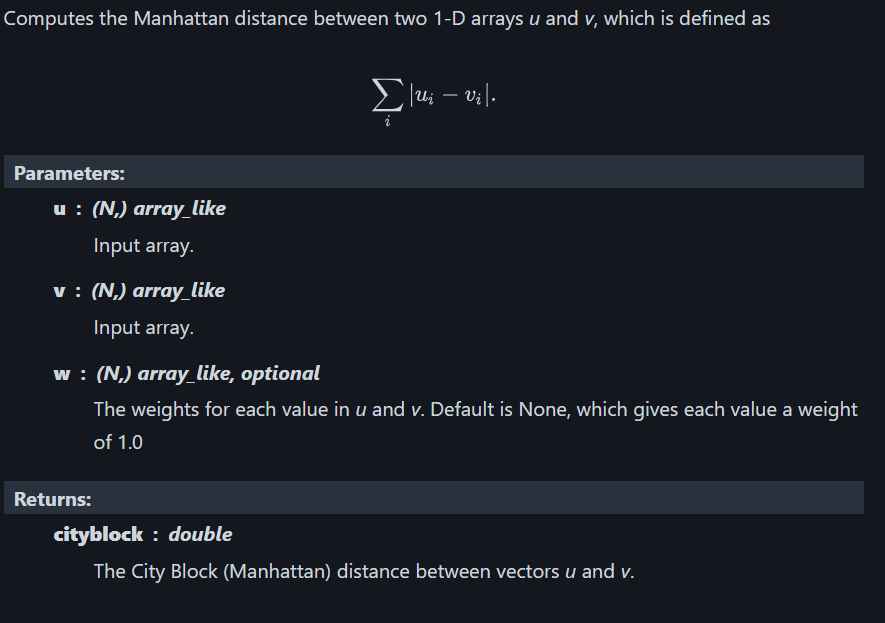 Computes the Manhattan distance between two 1-D arrays u and v, which is defined as
∑|uᵢ − vᵢ|.
i
Parameters:
u : (N,) array_like
Input array.
v : (N,) array_like
Input array.
w : (N,) array_like, optional
The weights for each value in u and v. Default is None, which gives each value a weight
of 1.0
Returns:
cityblock : double
The City Block (Manhattan) distance between vectors u and v.